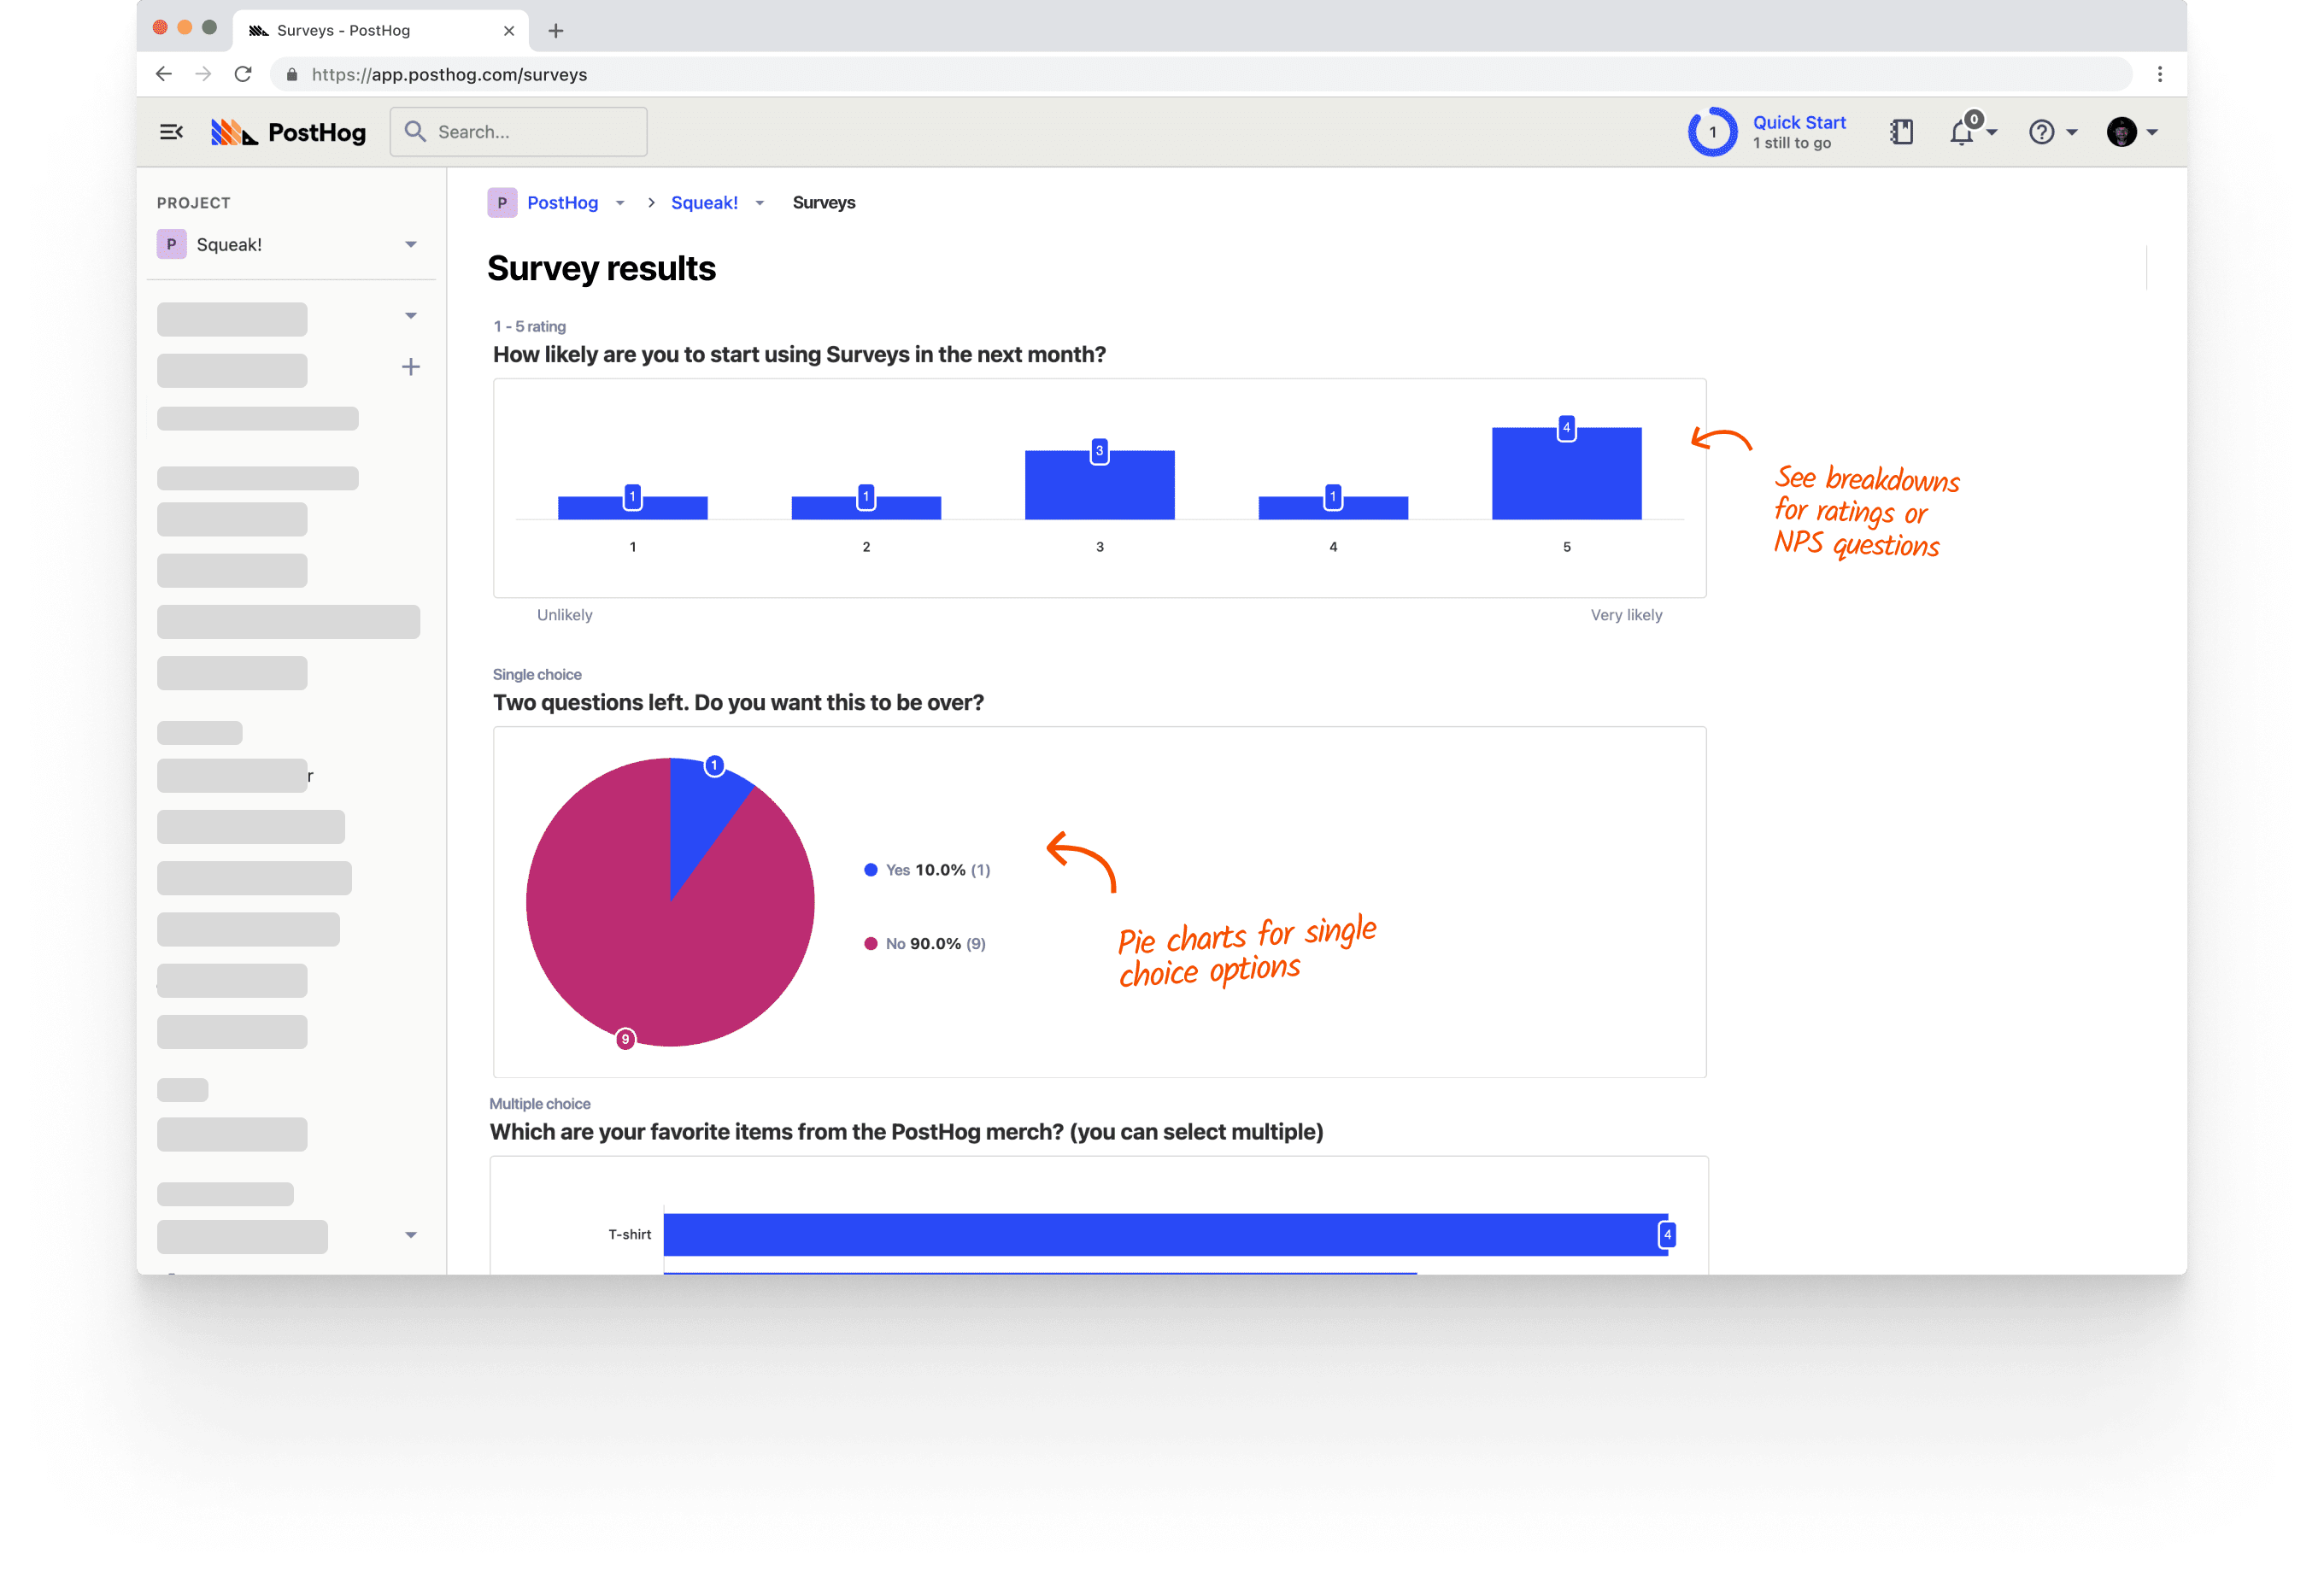 Surveys - PostHog
https://app.posthog.com/surveys
PostHog
Search...
1
Quick Start
1 still to go
0
PROJECT
P Squeak!
r
P PostHog > Squeak! Surveys
Survey results
1 - 5 rating
How likely are you to start using Surveys in the next month?
1 1 3 1 4
1 2 3 4 5
Unlikely Very likely
See breakdowns
for ratings or
NPS questions
Single choice
Two questions left. Do you want this to be over?
1
Yes 10.0% (1)
No 90.0% (9)
9
Pie charts for single
choice options
Multiple choice
Which are your favorite items from the PostHog merch? (you can select multiple)
T-shirt 4